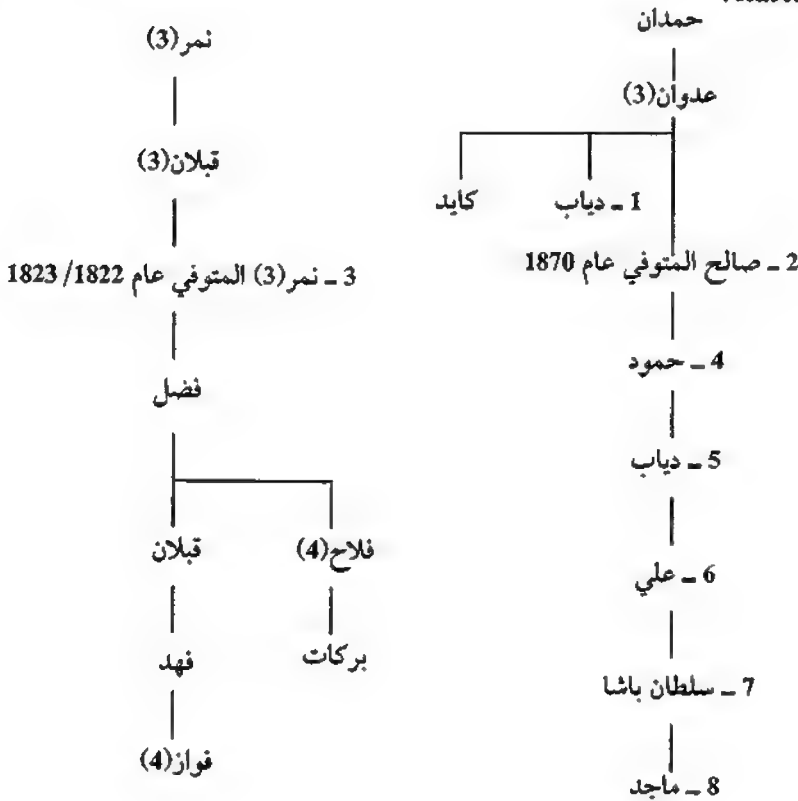 حمدان
عدوان(3)
1 ـ دياب
كايد
2 ـ صالح المتوفي عام 1870
4 ـ حمود
5 ـ دياب
6 ـ علي
7 ـ سلطان باشا
8 ـ ماجد
نمر(3)
قبلان(3)
3 ـ نمر(3) المتوفي عام 1822/ 1823
فضل
فلاح(4)
قبلان
بركات
فهد
فواز(4)